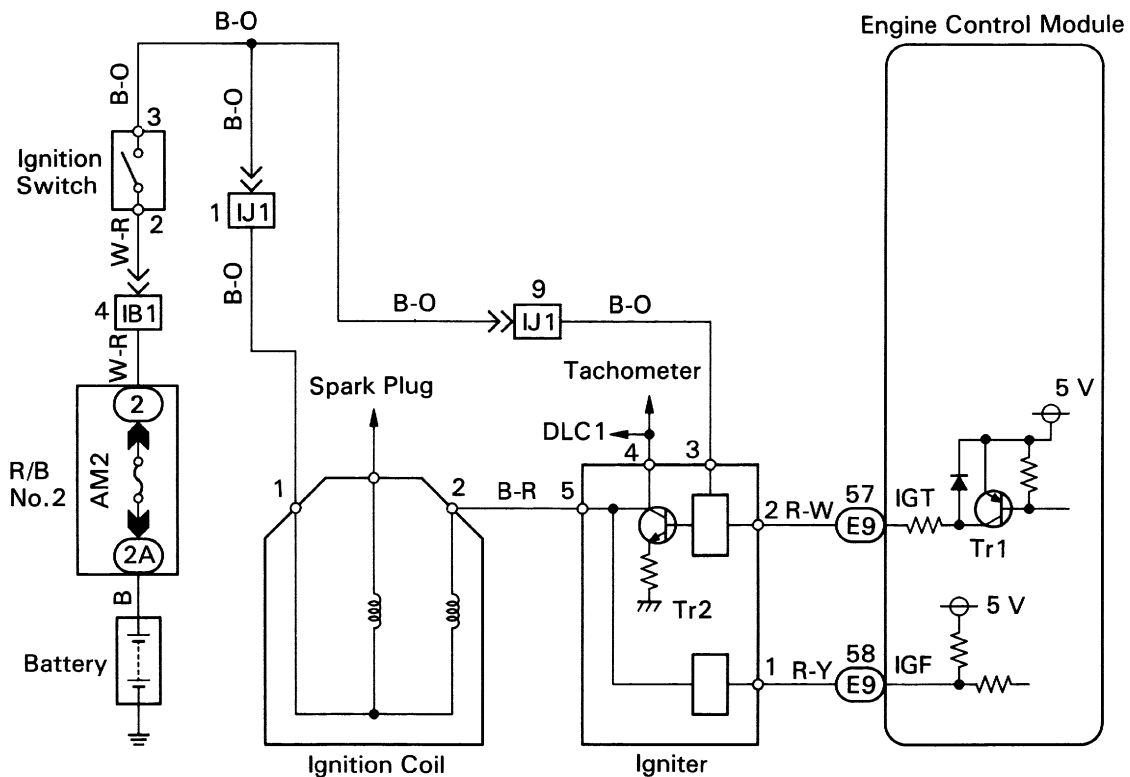 B-O
Engine Control Module
B-O
B-O
3
Ignition
Switch
2
W-R
1 IJ1
B-O
4 IB1
W-R
B-O
9
IJ1
B-O
Tachometer
Spark Plug
DLC1
5 V
2
R/B
No.2
AM2
2A
1
2
B-R
5
4
3
2 R-W
57
E9
IGT
Tr1
Tr2
5 V
B
Battery
1
R-Y
58
E9
IGF
Ignition Coil
Igniter